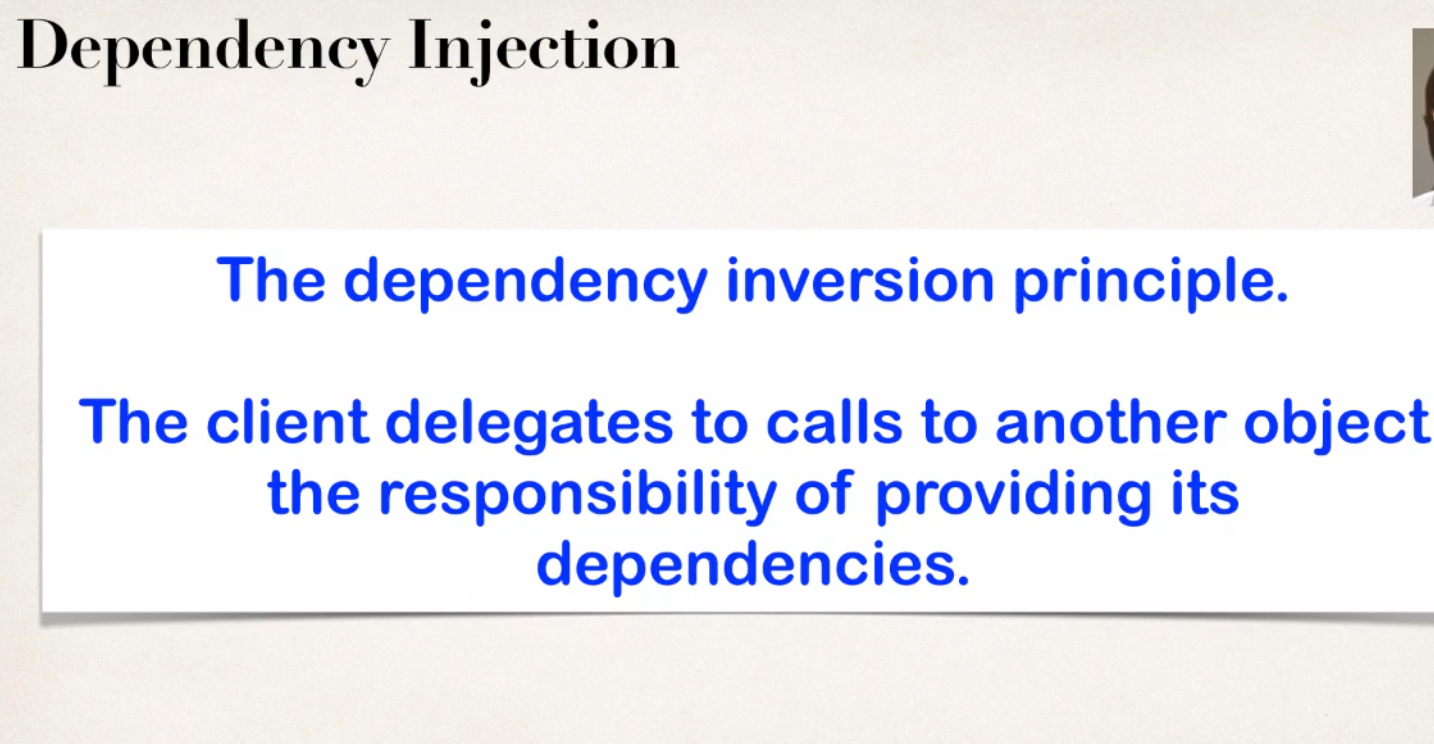 Dependency Injection
The dependency inversion principle.
The client delegates to calls to another object
the responsibility of providing its
dependencies.